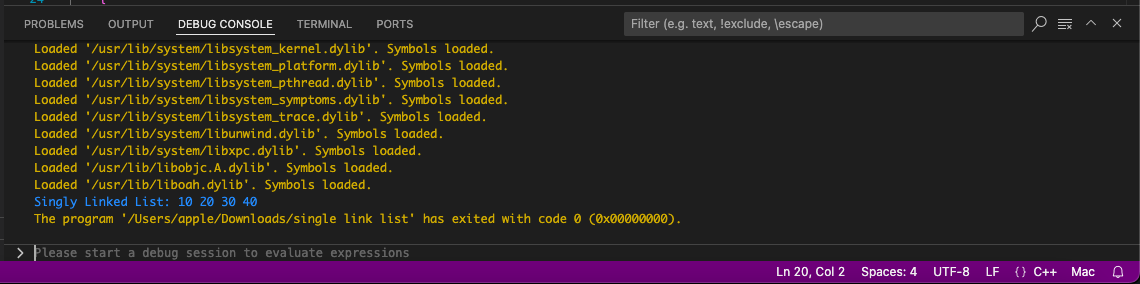 24 {
PROBLEMS OUTPUT DEBUG CONSOLE TERMINAL PORTS Filter (e.g. text, !exclude, \escape)
Loaded '/usr/lib/system/libsystem_kernel.dylib'. Symbols loaded.
Loaded '/usr/lib/system/libsystem_platform.dylib'. Symbols loaded.
Loaded '/usr/lib/system/libsystem_pthread.dylib'. Symbols loaded.
Loaded '/usr/lib/system/libsystem_symptoms.dylib'. Symbols loaded.
Loaded '/usr/lib/system/libsystem_trace.dylib'. Symbols loaded.
Loaded '/usr/lib/system/libunwind.dylib'. Symbols loaded.
Loaded '/usr/lib/system/libxpc.dylib'. Symbols loaded.
Loaded '/usr/lib/libobjc.A.dylib'. Symbols loaded.
Loaded '/usr/lib/liboah.dylib'. Symbols loaded.
Singly Linked List: 10 20 30 40
The program '/Users/apple/Downloads/single link list' has exited with code 0 (0x00000000).
Please start a debug session to evaluate expressions
Ln 20, Col 2 Spaces: 4 UTF-8 LF {} C++ Mac